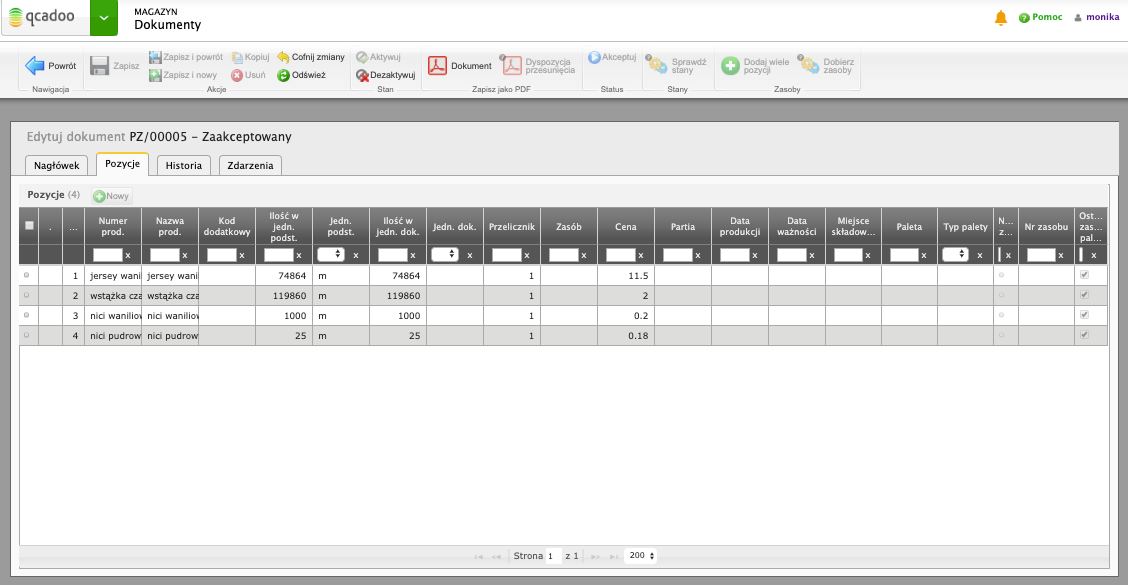 qcadoo
MAGAZYN
Dokumenty
Pomoc
monika
Powrót
Nawigacja
Zapisz
Zapisz i powrót
Zapisz i nowy
Kopiuj
Usuń
Cofnij zmiany
Odśwież
Akcje
Aktywuj
Dezaktywuj
Stan
Dokument
Dyspozycja
przesunięcia
Zapisz jako PDF
Akceptuj
Status
Sprawdź
stany
Stany
Dodaj wiele
pozycji
Dobierz
zasoby
Zasoby
Edytuj dokument PZ/00005 - Zaakceptowany
Nagłówek Pozycje Historia Zdarzenia
Pozycje (4) Nowy
. ... Numer prod. Nazwa prod. Kod dodatkowy Ilość w jedn. podst. Jedn. podst. Ilość w jedn. dok. Jedn. dok. Przelicznik Zasób Cena Partia Data produkcji Data ważności Miejsce składow... Paleta Typ palety N... z... Nr zasobu Ost... zas... pal...
x x x x x x x x x x x x x x x x x x x
1 jersey wani jersey wani 74864 m 74864 1 11.5
2 wstążka cza wstążka cza 119860 m 119860 1 2
3 nici waniliow nici waniliow 1000 m 1000 1 0.2
4 nici pudrow nici pudrow 25 m 25 1 0.18
Strona 1 z 1 200